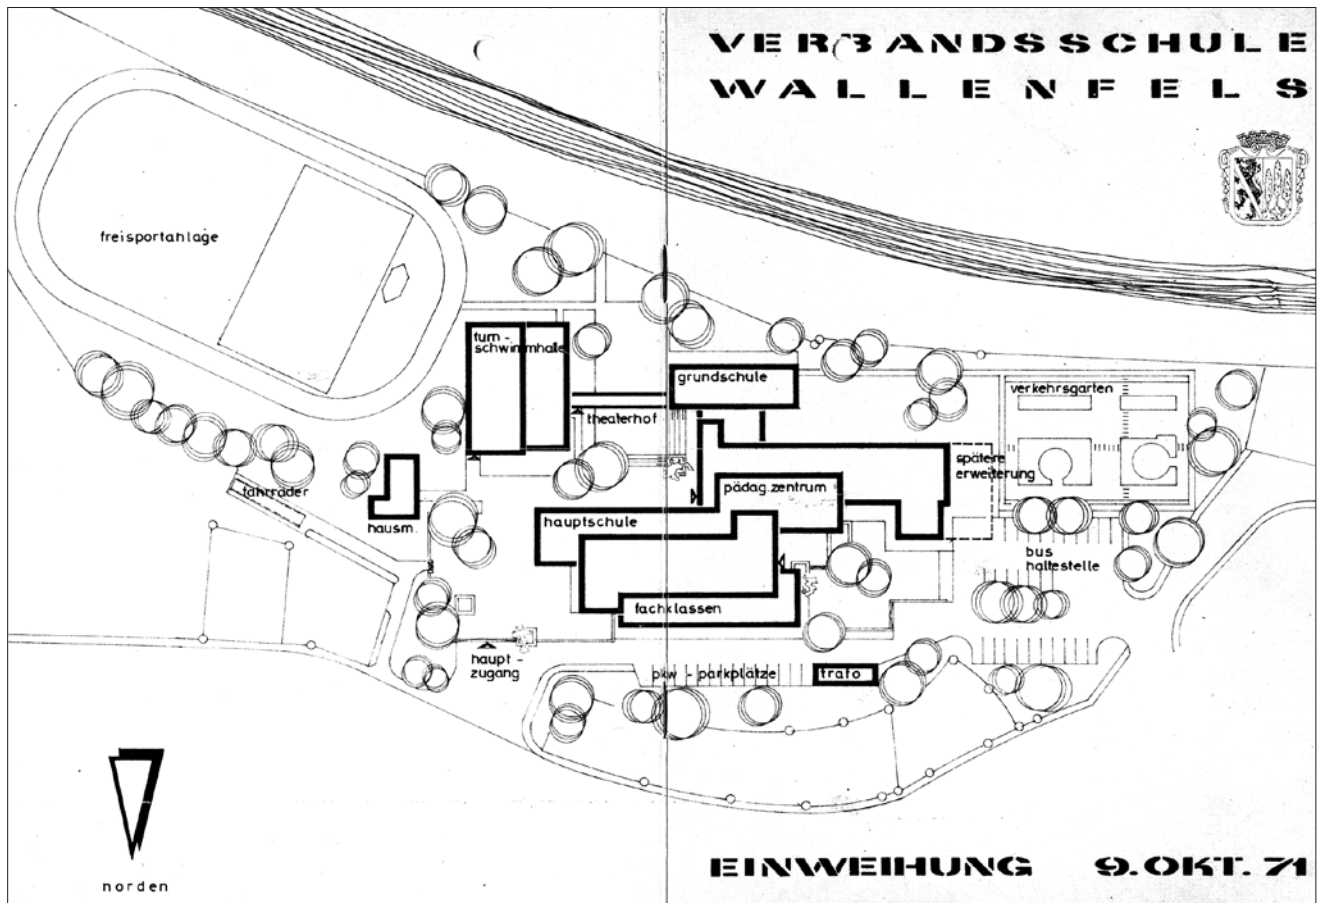 VERBANDSSCHULE
WALLENFELS
freisportanlage
turn-
schwimmhalle
grundschule
verkehrsgarten
theaterhof
spätere
erweiterung
pädag. zentrum
fahrräder
hauptschule
hausm.
bus
haltestelle
fachklassen
haupt-
zugang
pkw - parkplätze
trafo
norden
EINWEIHUNG 9. OKT. 71